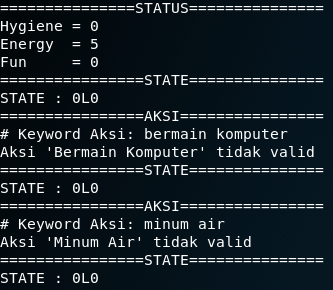 ===============STATUS===============
Hygiene = 0
Energy  = 5
Fun     = 0
================STATE===============
STATE : 0L0
================AKSI================
# Keyword Aksi: bermain komputer
Aksi 'Bermain Komputer' tidak valid
================STATE===============
STATE : 0L0
================AKSI================
# Keyword Aksi: minum air
Aksi 'Minum Air' tidak valid
================STATE===============
STATE : 0L0